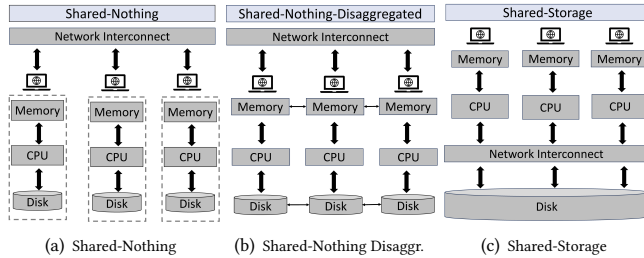 Shared-Nothing
Network Interconnect
Memory
Memory
Memory
CPU
CPU
CPU
Disk
Disk
Disk
(a) Shared-Nothing
Shared-Nothing-Disaggregated
Network Interconnect
Memory
Memory
Memory
CPU
CPU
CPU
Disk
Disk
Disk
(b) Shared-Nothing Disaggr.
Shared-Storage
Memory
Memory
Memory
CPU
CPU
CPU
Network Interconnect
Disk
(c) Shared-Storage